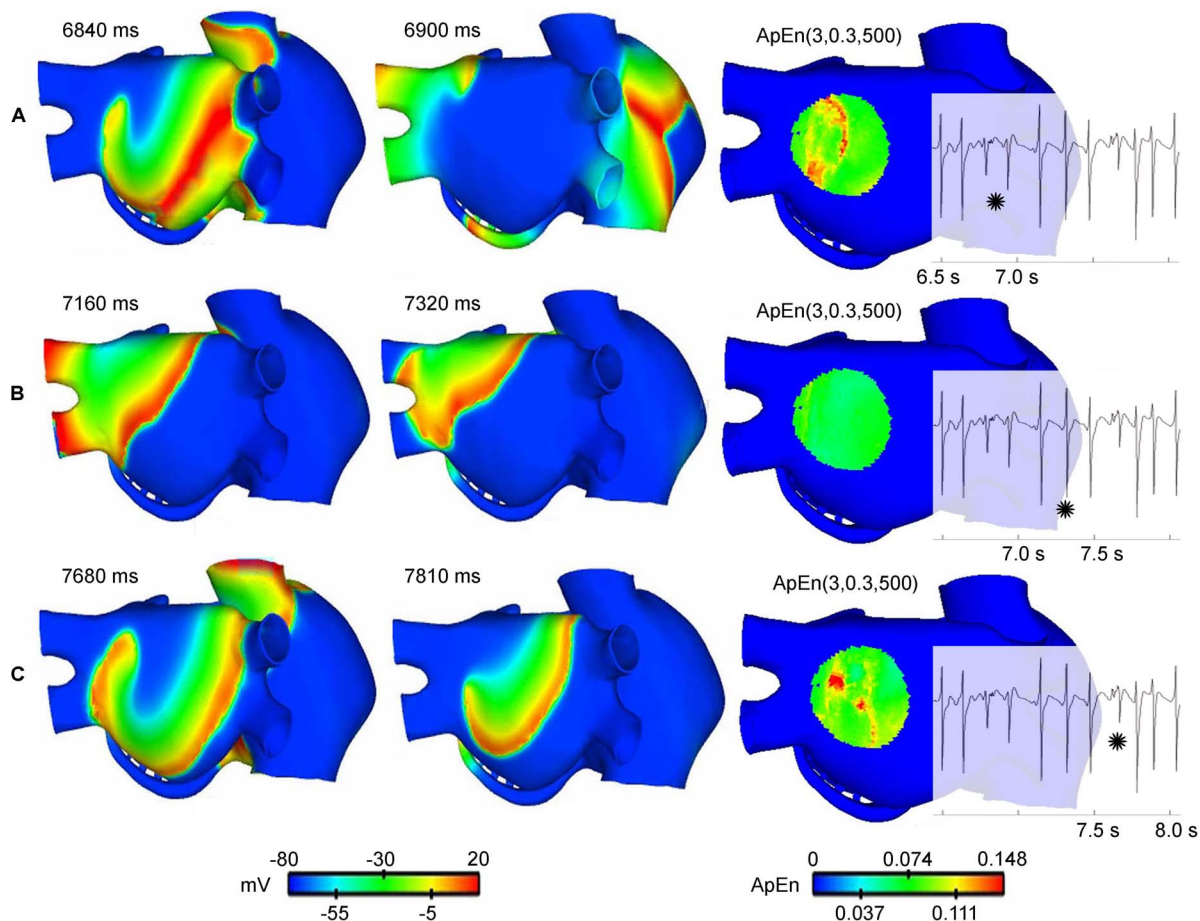 6840 ms
6900 ms
ApEn(3,0.3,500)
A
6.5 s
7.0 s
7160 ms
7320 ms
ApEn(3,0.3,500)
B
7.0 s
7.5 s
7680 ms
7810 ms
ApEn(3,0.3,500)
C
7.5 s
8.0 s
-80
-30
20
mV
-55
-5
0
0.074
0.148
ApEn
0.037
0.111